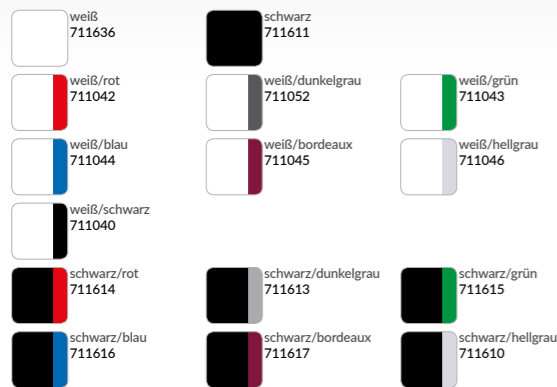 weiß
711636
schwarz
711611
weiß/rot
711042
weiß/dunkelgrau
711052
weiß/grün
711043
weiß/blau
711044
weiß/bordeaux
711045
weiß/hellgrau
711046
weiß/schwarz
711040
schwarz/rot
711614
schwarz/dunkelgrau
711613
schwarz/grün
711615
schwarz/blau
711616
schwarz/bordeaux
711617
schwarz/hellgrau
711610